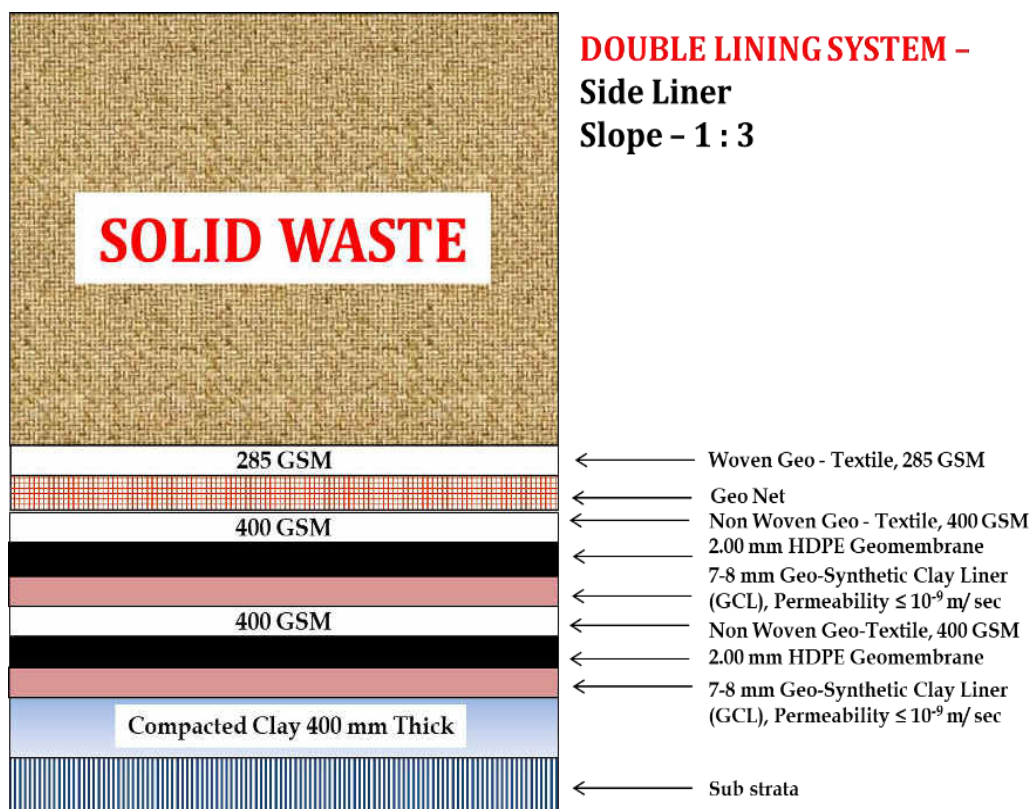 DOUBLE LINING SYSTEM –
Side Liner
Slope – 1 : 3
SOLID WASTE
285 GSM
Woven Geo - Textile, 285 GSM
Geo Net
400 GSM
Non Woven Geo - Textile, 400 GSM
2.00 mm HDPE Geomembrane
7-8 mm Geo-Synthetic Clay Liner
(GCL), Permeability ≤ 10⁻⁹ m/ sec
400 GSM
Non Woven Geo-Textile, 400 GSM
2.00 mm HDPE Geomembrane
7-8 mm Geo-Synthetic Clay Liner
(GCL), Permeability ≤ 10⁻⁹ m/ sec
Compacted Clay 400 mm Thick
Sub strata